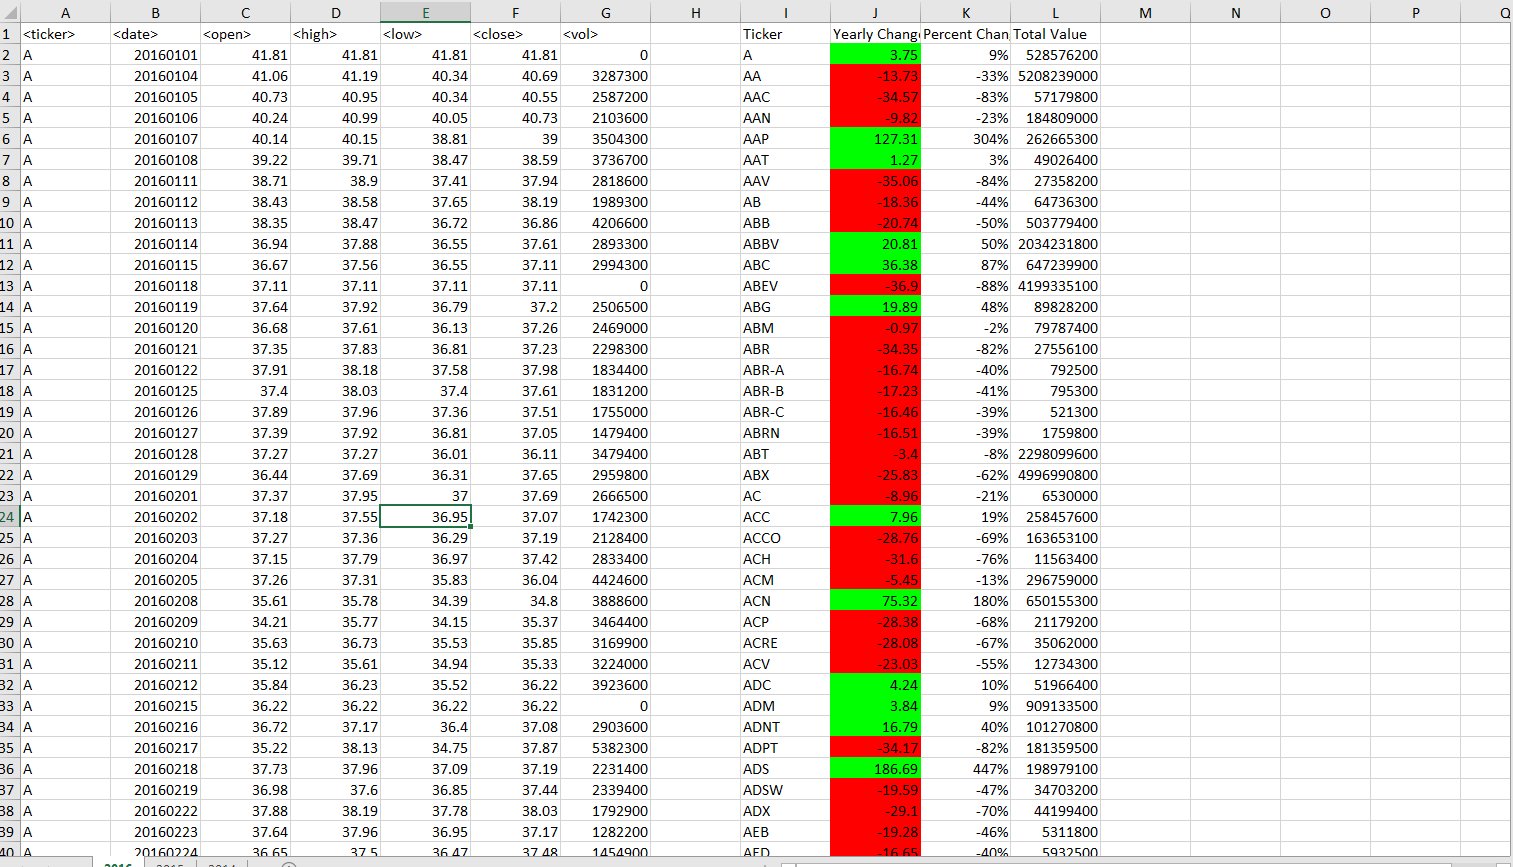 A B C D E F G H I J K L M N O P Q
1 <ticker> <date> <open> <high> <low> <close> <vol> Ticker Yearly Chang Percent Chan Total Value
2 A 20160101 41.81 41.81 41.81 41.81 0 A 3.75 9% 528576200
3 A 20160104 41.06 41.19 40.34 40.69 3287300 AA -13.73 -33% 5208239000
4 A 20160105 40.73 40.95 40.34 40.55 2587200 AAC -34.57 -83% 57179800
5 A 20160106 40.24 40.99 40.05 40.73 2103600 AAN -9.82 -23% 184809000
6 A 20160107 40.14 40.15 38.81 39 3504300 AAP 127.31 304% 262665300
7 A 20160108 39.22 39.71 38.47 38.59 3736700 AAT 1.27 3% 49026400
8 A 20160111 38.71 38.9 37.41 37.94 2818600 AAV -35.06 -84% 27358200
9 A 20160112 38.43 38.58 37.65 38.19 1989300 AB -18.36 -44% 64736300
10 A 20160113 38.35 38.47 36.72 36.86 4206600 ABB -20.74 -50% 503779400
11 A 20160114 36.94 37.88 36.55 37.61 2893300 ABBV 20.81 50% 2034231800
12 A 20160115 36.67 37.56 36.55 37.11 2994300 ABC 36.38 87% 647239900
13 A 20160118 37.11 37.11 37.11 37.11 0 ABEV -36.9 -88% 4199335100
14 A 20160119 37.64 37.92 36.79 37.2 2506500 ABG 19.89 48% 89828200
15 A 20160120 36.68 37.61 36.13 37.26 2469000 ABM -0.97 -2% 79787400
16 A 20160121 37.35 37.83 36.81 37.23 2298300 ABR -34.35 -82% 27556100
17 A 20160122 37.91 38.18 37.58 37.98 1834400 ABR-A -16.74 -40% 792500
18 A 20160125 37.4 38.03 37.4 37.61 1831200 ABR-B -17.23 -41% 795300
19 A 20160126 37.89 37.96 37.36 37.51 1755000 ABR-C -16.46 -39% 521300
20 A 20160127 37.39 37.92 36.81 37.05 1479400 ABRN -16.51 -39% 1759800
21 A 20160128 37.27 37.27 36.01 36.11 3479400 ABT -3.4 -8% 2298099600
22 A 20160129 36.44 37.69 36.31 37.65 2959800 ABX -25.83 -62% 4996990800
23 A 20160201 37.37 37.95 37 37.69 2666500 AC -8.96 -21% 6530000
24 A 20160202 37.18 37.55 36.95 37.07 1742300 ACC 7.96 19% 258457600
25 A 20160203 37.27 37.36 36.29 37.19 2128400 ACCO -28.76 -69% 163653100
26 A 20160204 37.15 37.79 36.97 37.42 2833400 ACH -31.6 -76% 11563400
27 A 20160205 37.26 37.31 35.83 36.04 4424600 ACM -5.45 -13% 296759000
28 A 20160208 35.61 35.78 34.39 34.8 3888600 ACN 75.32 180% 650155300
29 A 20160209 34.21 35.77 34.15 35.37 3464400 ACP -28.38 -68% 21179200
30 A 20160210 35.63 36.73 35.53 35.85 3169900 ACRE -28.08 -67% 35062000
31 A 20160211 35.12 35.61 34.94 35.33 3224000 ACV -23.03 -55% 12734300
32 A 20160212 35.84 36.23 35.52 36.22 3923600 ADC 4.24 10% 51966400
33 A 20160215 36.22 36.22 36.22 36.22 0 ADM 3.84 9% 909133500
34 A 20160216 36.72 37.17 36.4 37.08 2903600 ADNT 16.79 40% 101270800
35 A 20160217 35.22 38.13 34.75 37.87 5382300 ADPT -34.17 -82% 181359500
36 A 20160218 37.73 37.96 37.09 37.19 2231400 ADS 186.69 447% 198979100
37 A 20160219 36.98 37.6 36.85 37.44 2339400 ADSW -19.59 -47% 34703200
38 A 20160222 37.88 38.19 37.78 38.03 1792900 ADX -29.1 -70% 44199400
39 A 20160223 37.64 37.96 36.95 37.17 1282200 AEB -19.28 -46% 5311800
40 A 20160224 36.65 37.5 36.47 37.48 1454900 AED -16.65 -40% 5932500
2016 2015 2014